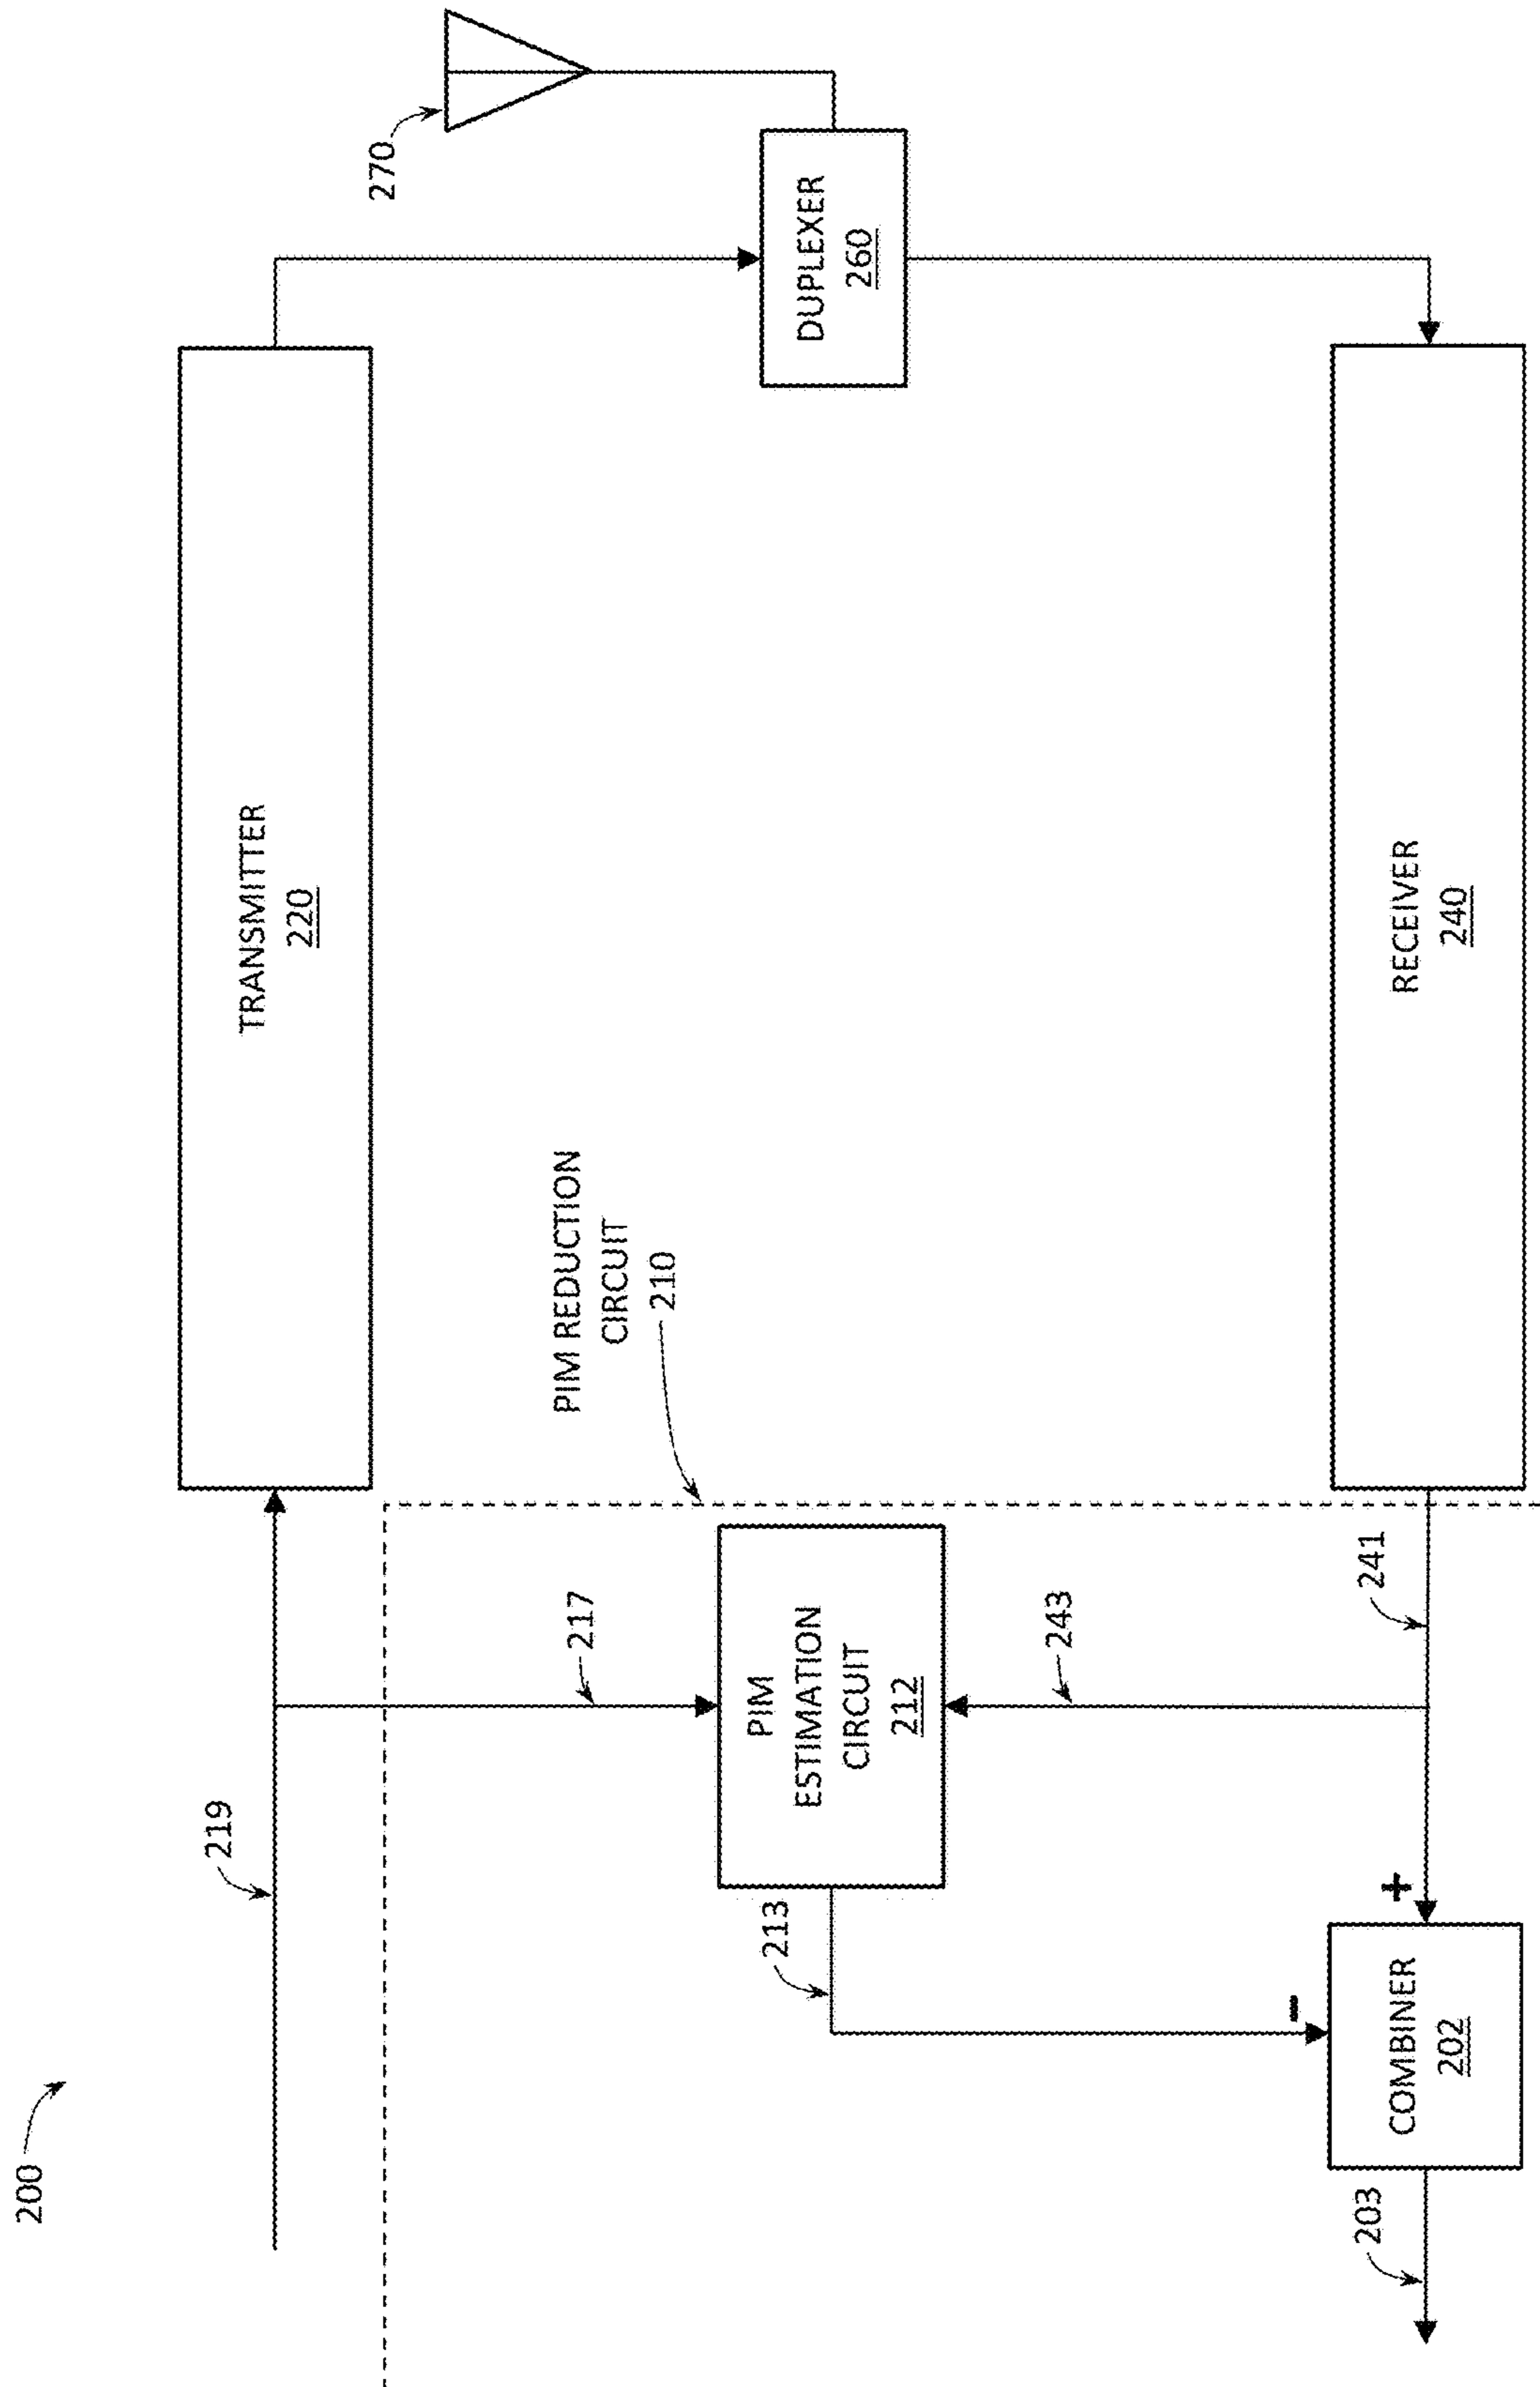 200
219
TRANSMITTER
220
270
PIM REDUCTION
CIRCUIT
210
217
PIM
ESTIMATION
CIRCUIT
212
DUPLEXER
260
213
243
241
-
+
COMBINER
202
203
RECEIVER
240